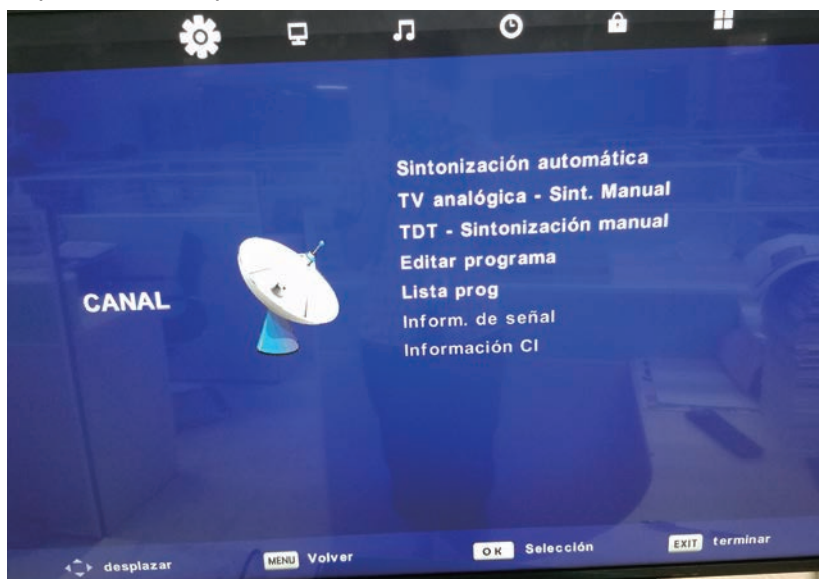 Sintonización automática
TV analógica - Sint. Manual
TDT - Sintonización manual
Editar programa
CANAL
Lista prog
Inform. de señal
Información CI
desplazar
MENU Volver
OK Selección
EXIT terminar